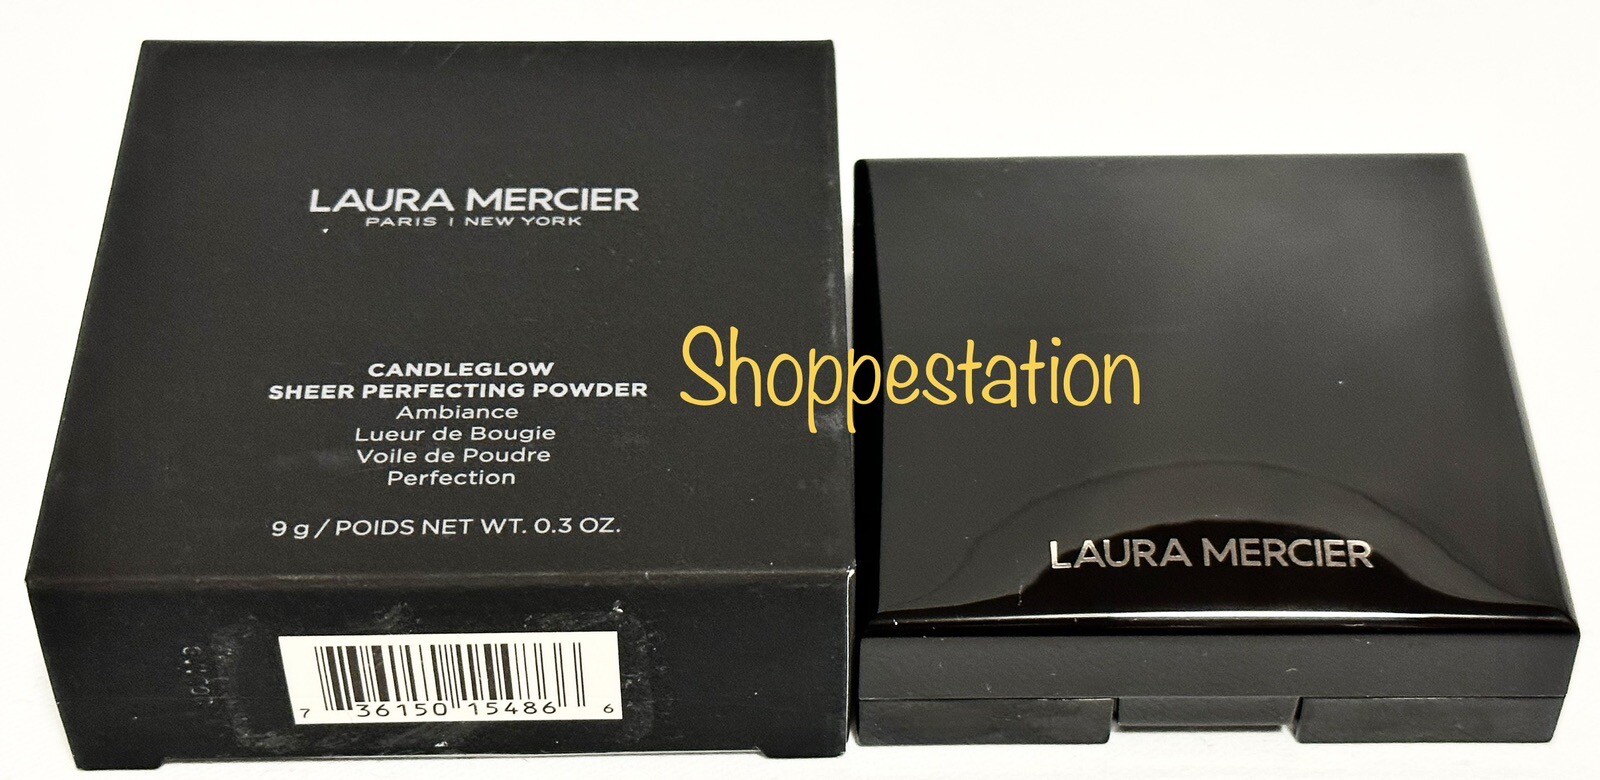 LAURA MERCIER
PARIS | NEW YORK
CANDLEGLOW
SHEER PERFECTING POWDER
Ambiance
Lueur de Bougie
Voile de Poudre
Perfection
9 g / POIDS NET WT. 0.3 OZ.
7 36150 15486 6
Shoppestation
LAURA MERCIER